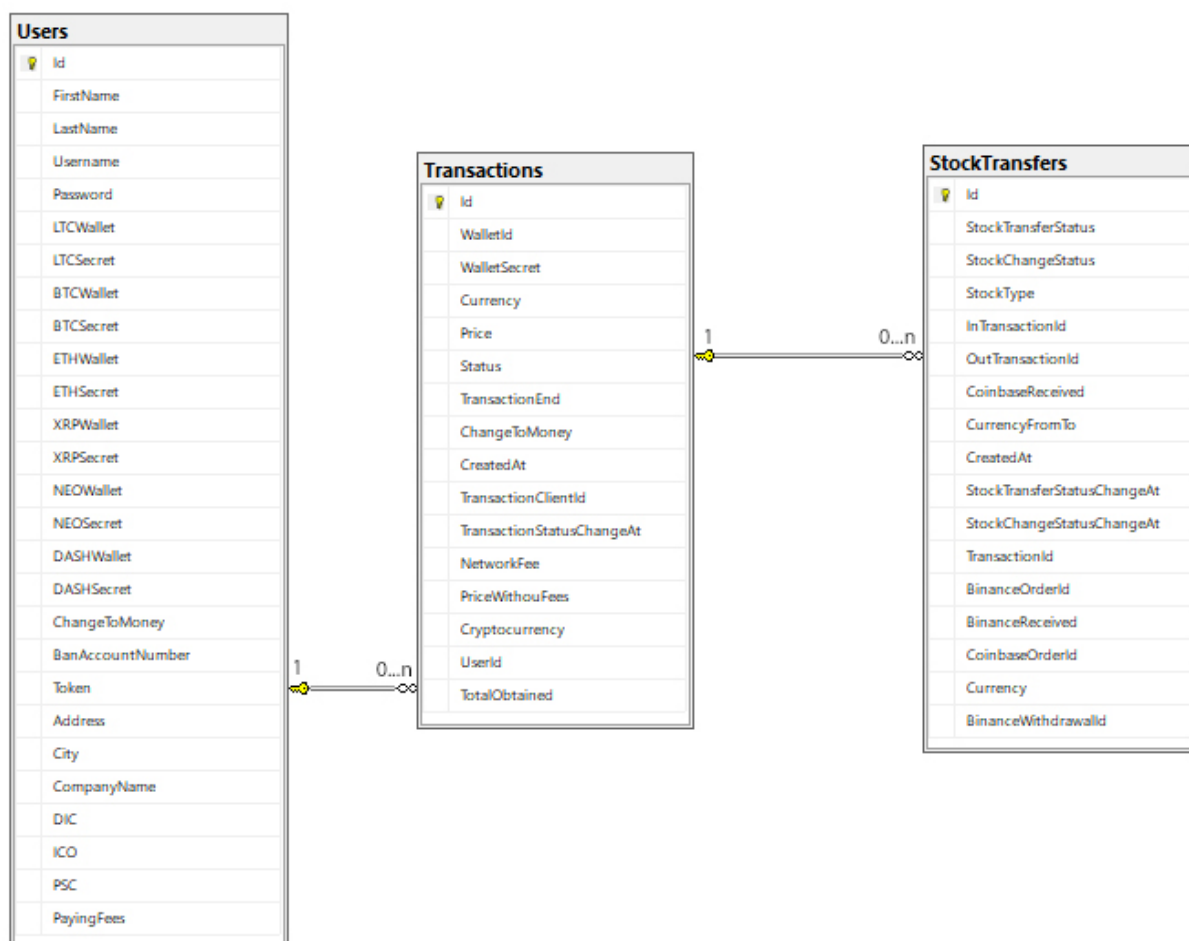 Users
Id
FirstName
LastName
Username
Password
LTCWallet
LTCSecret
BTCWallet
BTCSecret
ETHWallet
ETHSecret
XRPWallet
XRPSecret
NEOWallet
NEOSecret
DASHWallet
DASHSecret
ChangeToMoney
BanAccountNumber
Token
Address
City
CompanyName
DIC
ICO
PSC
PayingFees
1
0...n
Transactions
Id
WalletId
WalletSecret
Currency
Price
Status
TransactionEnd
ChangeToMoney
CreatedAt
TransactionClientId
TransactionStatusChangeAt
NetworkFee
PriceWithouFees
Cryptocurrency
UserId
TotalObtained
1
0...n
StockTransfers
Id
StockTransferStatus
StockChangeStatus
StockType
InTransactionId
OutTransactionId
CoinbaseReceived
CurrencyFromTo
CreatedAt
StockTransferStatusChangeAt
StockChangeStatusChangeAt
TransactionId
BinanceOrderId
BinanceReceived
CoinbaseOrderId
Currency
BinanceWithdrawalId